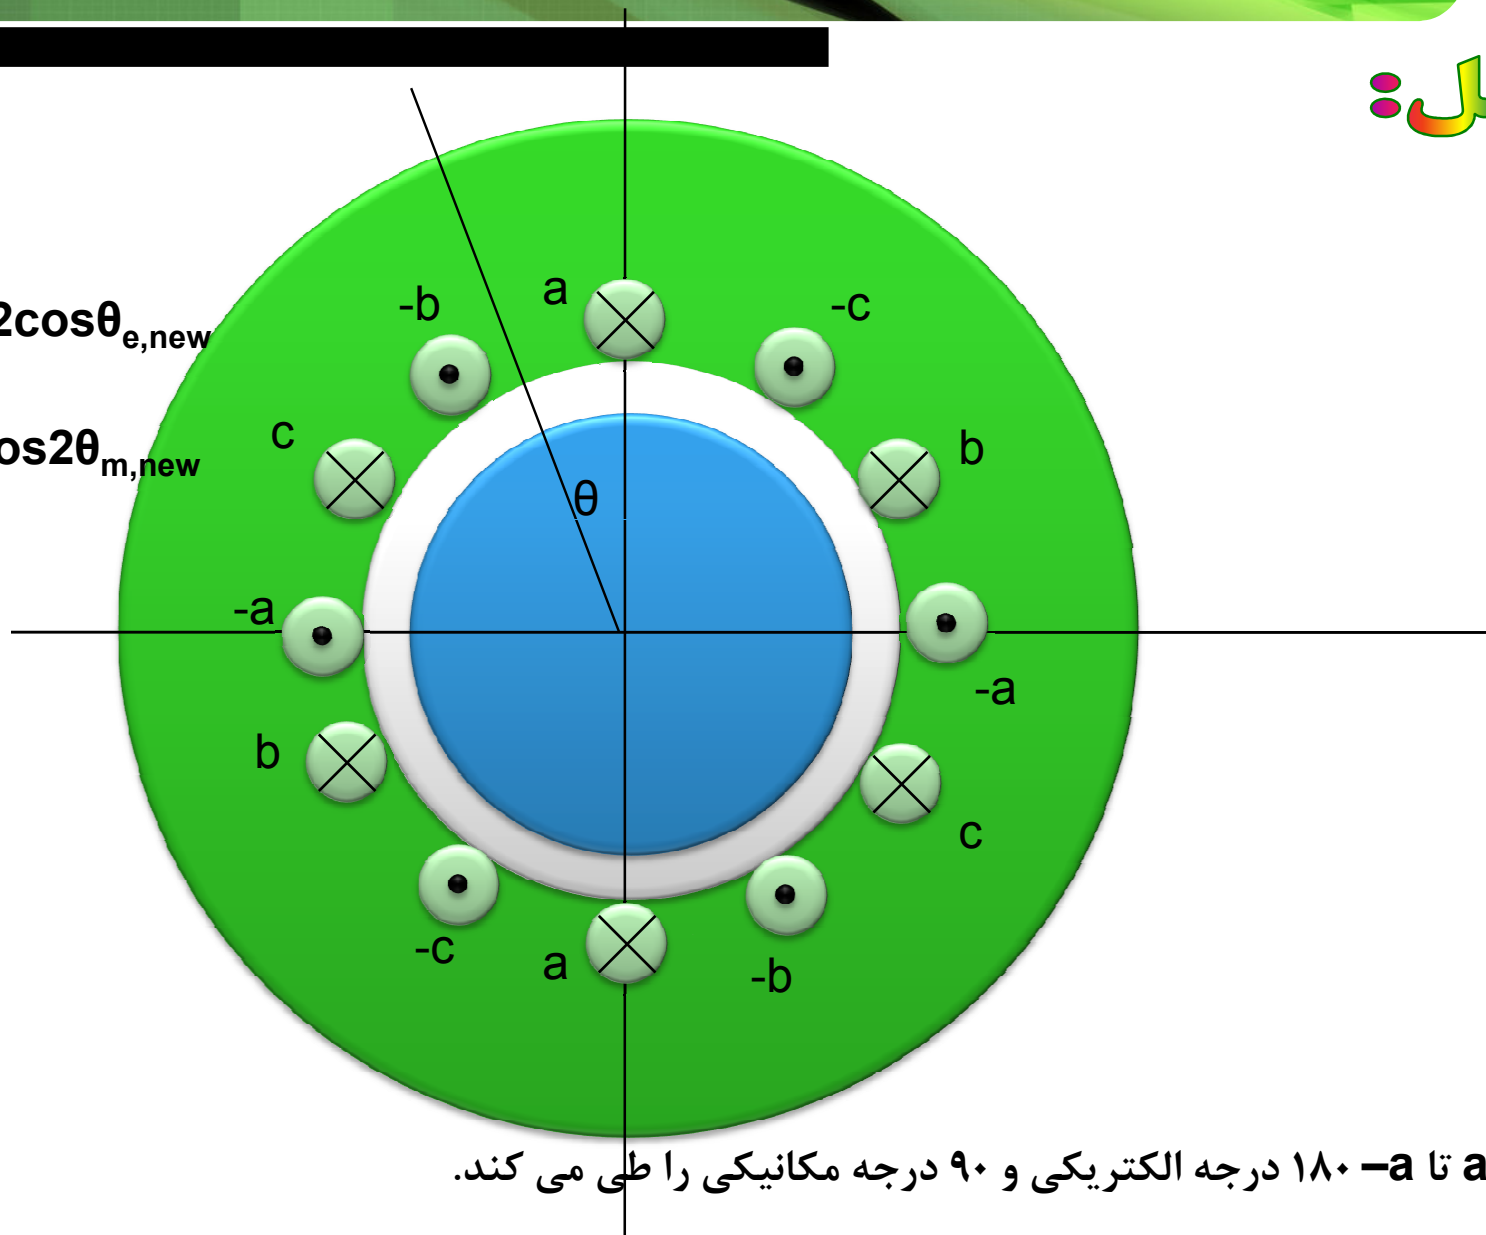 ل:
2cosθe,new
os2θm,new
θ
a
-c
b
-a
c
-b
a
-c
b
-a
c
-b
a تا a– ۱۸۰ درجه الکتریکی و ۹۰ درجه مکانیکی را طی می کند.